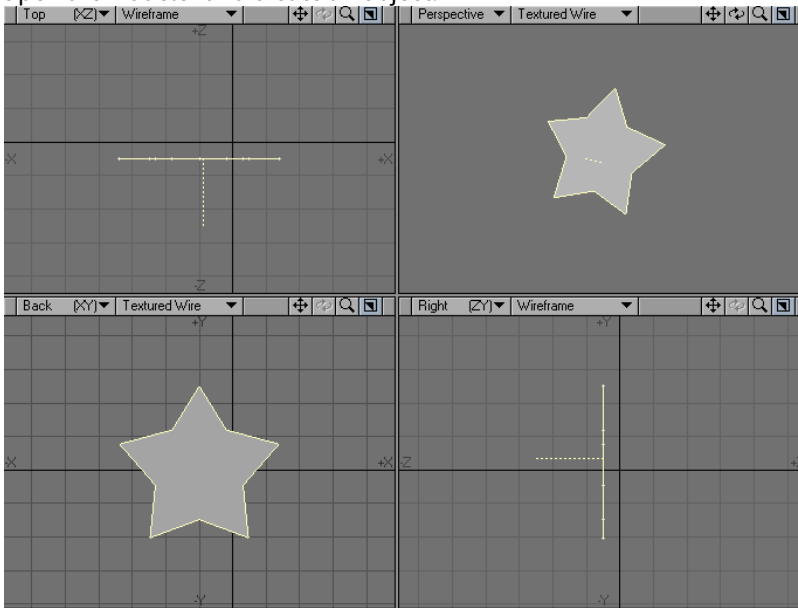 Top (XZ) Wireframe
Perspective Textured Wire
+Z
-X +X
-Z
Back (XY) Textured Wire
Right (ZY) Wireframe
+Y +Y
-X +X -Z
-Y -Y